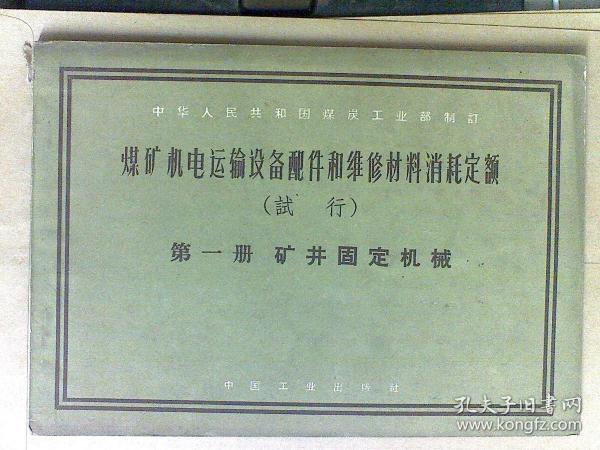 中华人民共和国煤炭工业部制訂
煤矿机电运输设备配件和维修材料消耗定额
(試 行)
第一册 矿井固定机械
中国工业出版社
孔夫子旧书网
www.kongfz.com